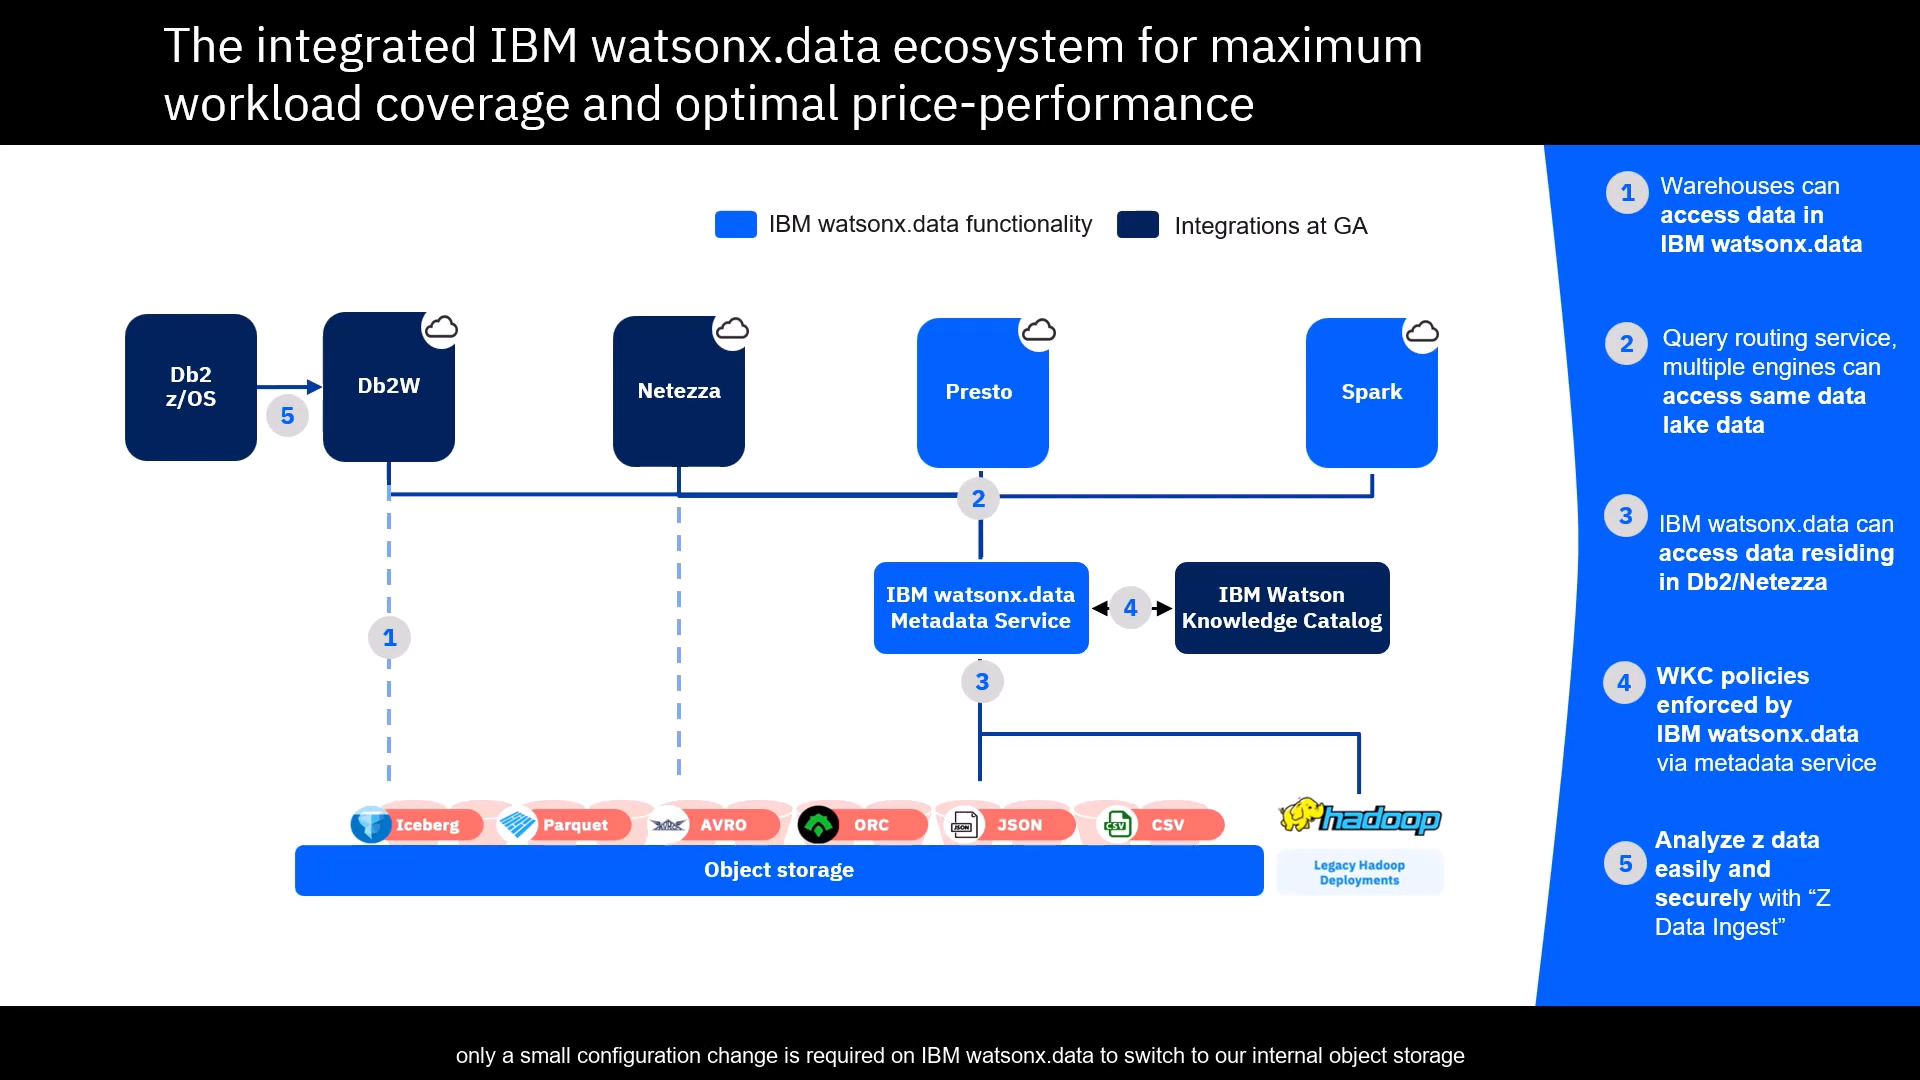 The integrated IBM watsonx.data ecosystem for maximum
workload coverage and optimal price-performance
IBM watsonx.data functionality
Integrations at GA
Db2
z/OS
5
Db2W
Netezza
Presto
Spark
2
1
IBM watsonx.data
Metadata Service
4
IBM Watson
Knowledge Catalog
3
Iceberg
Parquet
AVRO
ORC
JSON
JSON
CSV
CSV
hadoop
Object storage
Legacy Hadoop
Deployments
1
Warehouses can
access data in
IBM watsonx.data
2
Query routing service,
multiple engines can
access same data
lake data
3
IBM watsonx.data can
access data residing
in Db2/Netezza
4
WKC policies
enforced by
IBM watsonx.data
via metadata service
5
Analyze z data
easily and
securely with “Z
Data Ingest”
only a small configuration change is required on IBM watsonx.data to switch to our internal object storage